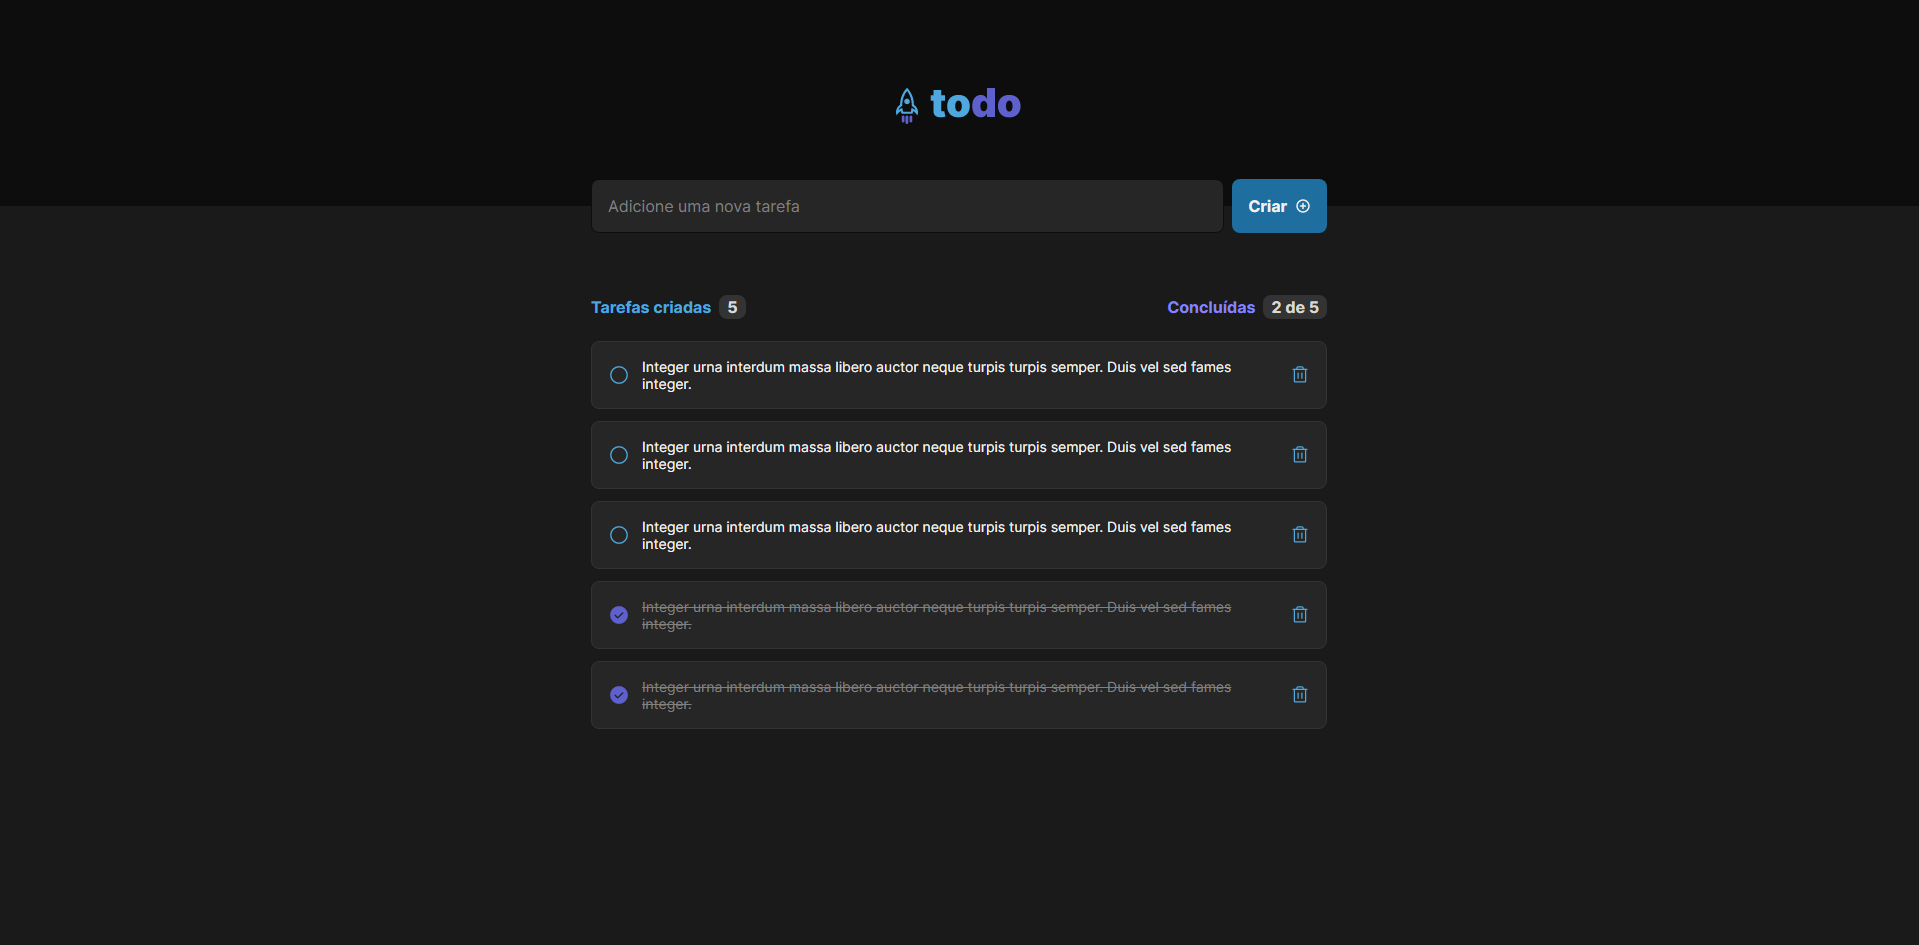 todo
Adicione uma nova tarefa
Criar
Tarefas criadas 5
Concluídas 2 de 5
Integer urna interdum massa libero auctor neque turpis turpis semper. Duis vel sed fames
integer.
Integer urna interdum massa libero auctor neque turpis turpis semper. Duis vel sed fames
integer.
Integer urna interdum massa libero auctor neque turpis turpis semper. Duis vel sed fames
integer.
Integer urna interdum massa libero auctor neque turpis turpis semper. Duis vel sed fames
integer.
Integer urna interdum massa libero auctor neque turpis turpis semper. Duis vel sed fames
integer.